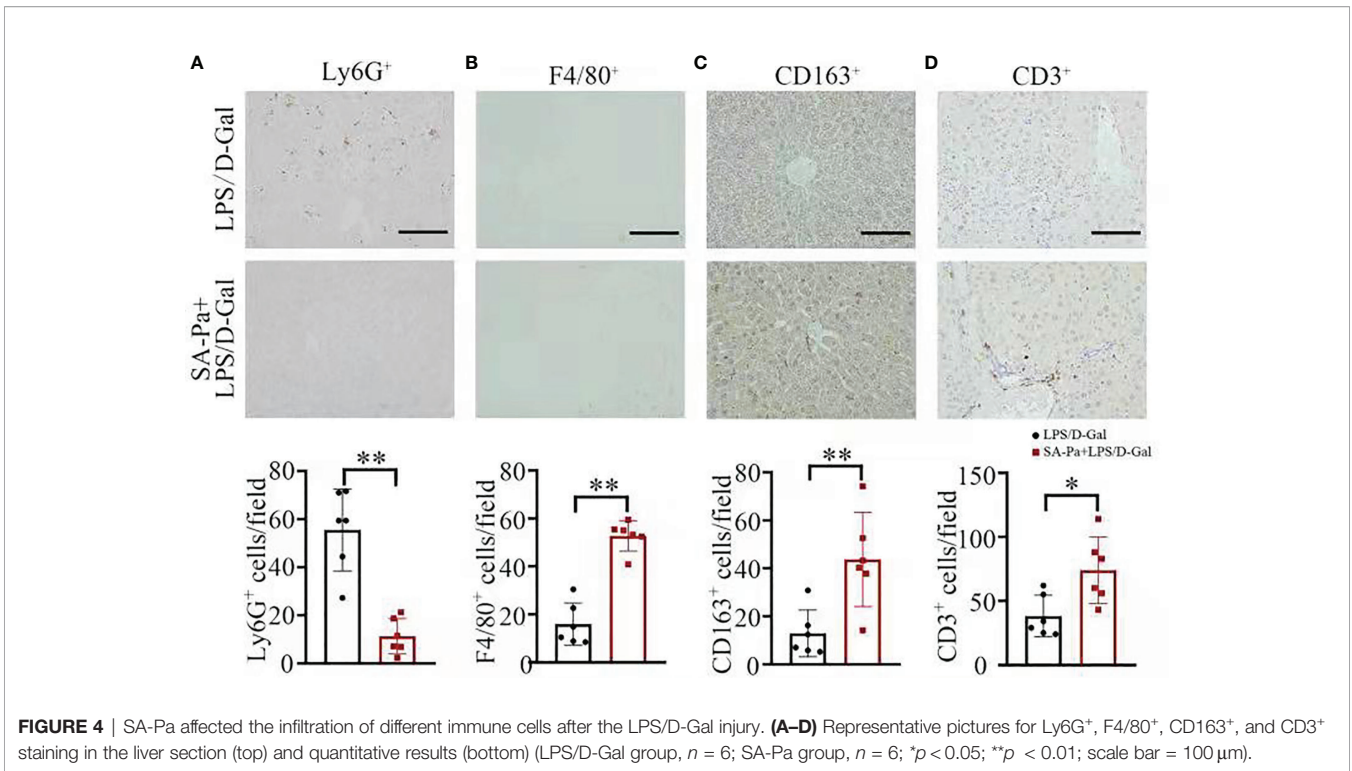 A
B
C
D
Ly6G⁺
F4/80⁺
CD163⁺
CD3⁺
LPS/D-Gal
SA-Pa+
LPS/D-Gal
LPS/D-Gal
SA-Pa+LPS/D-Gal
Ly6G⁺ cells/field
80
60
40
20
0
**
F4/80⁺ cells/field
80
60
40
20
0
**
CD163⁺ cells/field
80
60
40
20
0
**
CD3⁺ cells/field
150
100
50
0
*
FIGURE 4 | SA-Pa affected the infiltration of different immune cells after the LPS/D-Gal injury. (A–D) Representative pictures for Ly6G⁺, F4/80⁺, CD163⁺, and CD3⁺
staining in the liver section (top) and quantitative results (bottom) (LPS/D-Gal group, n = 6; SA-Pa group, n = 6; *p < 0.05; **p < 0.01; scale bar = 100 μm).